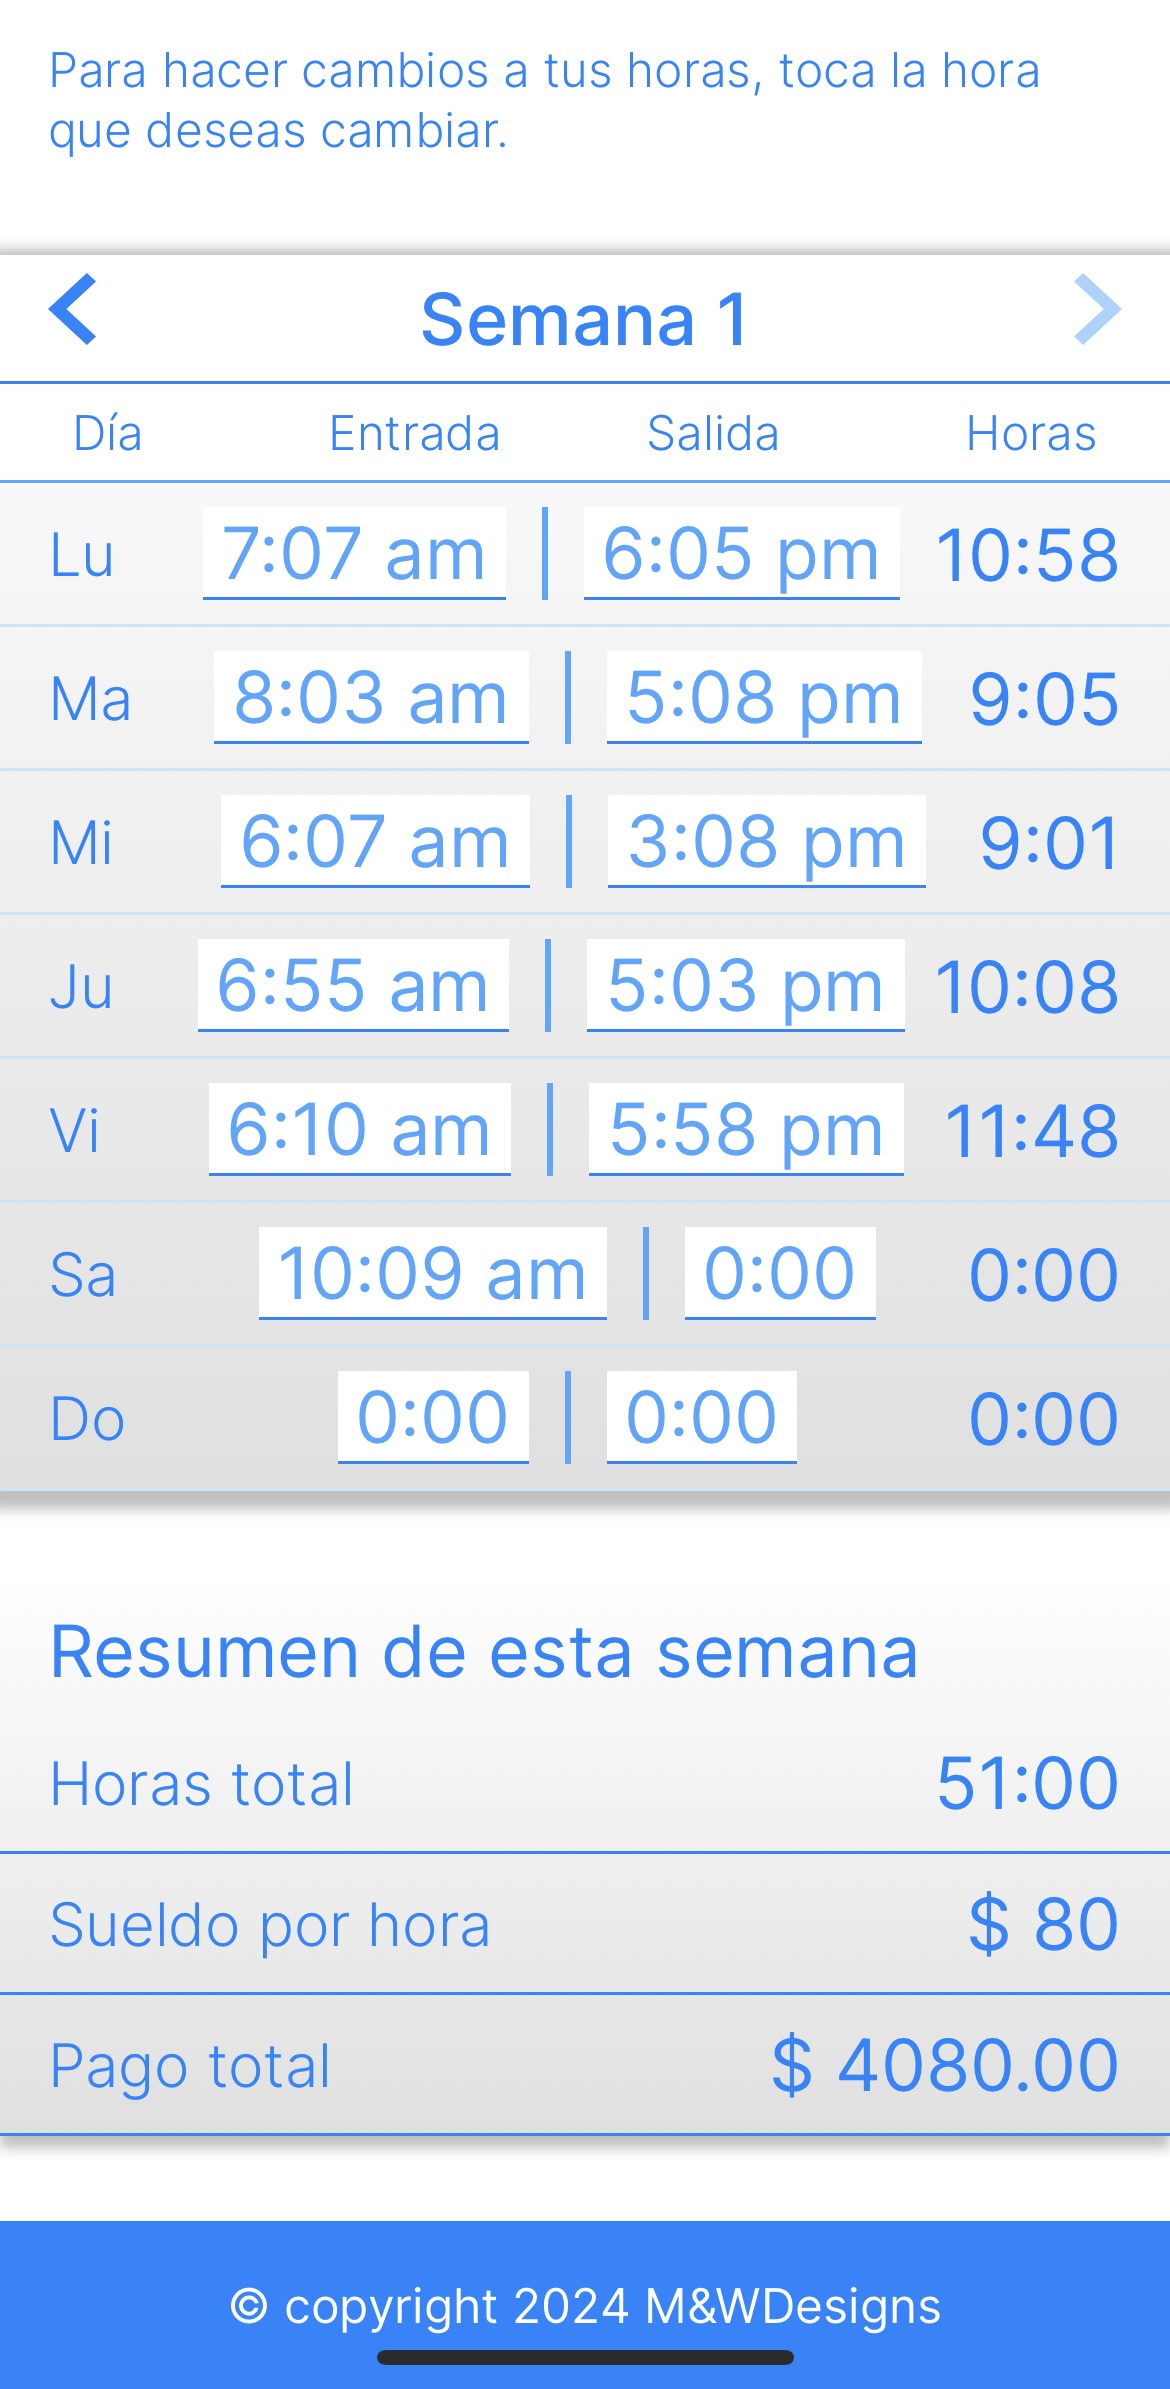 Para hacer cambios a tus horas, toca la hora
que deseas cambiar.
Semana 1
Día Entrada Salida Horas
Lu 7:07 am 6:05 pm 10:58
Ma 8:03 am 5:08 pm 9:05
Mi 6:07 am 3:08 pm 9:01
Ju 6:55 am 5:03 pm 10:08
Vi 6:10 am 5:58 pm 11:48
Sa 10:09 am 0:00 0:00
Do 0:00 0:00 0:00
Resumen de esta semana
Horas total 51:00
Sueldo por hora $ 80
Pago total $ 4080.00
© copyright 2024 M&WDesigns